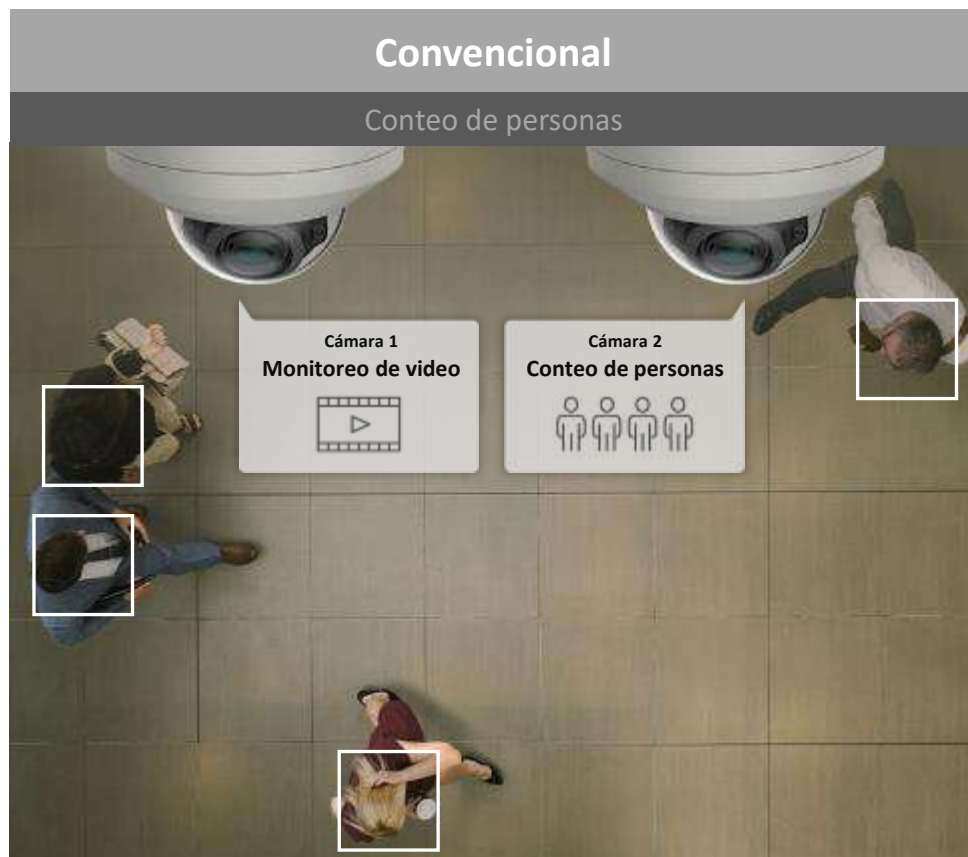 Convencional
Conteo de personas
Cámara 1
Monitoreo de video
Cámara 2
Conteo de personas